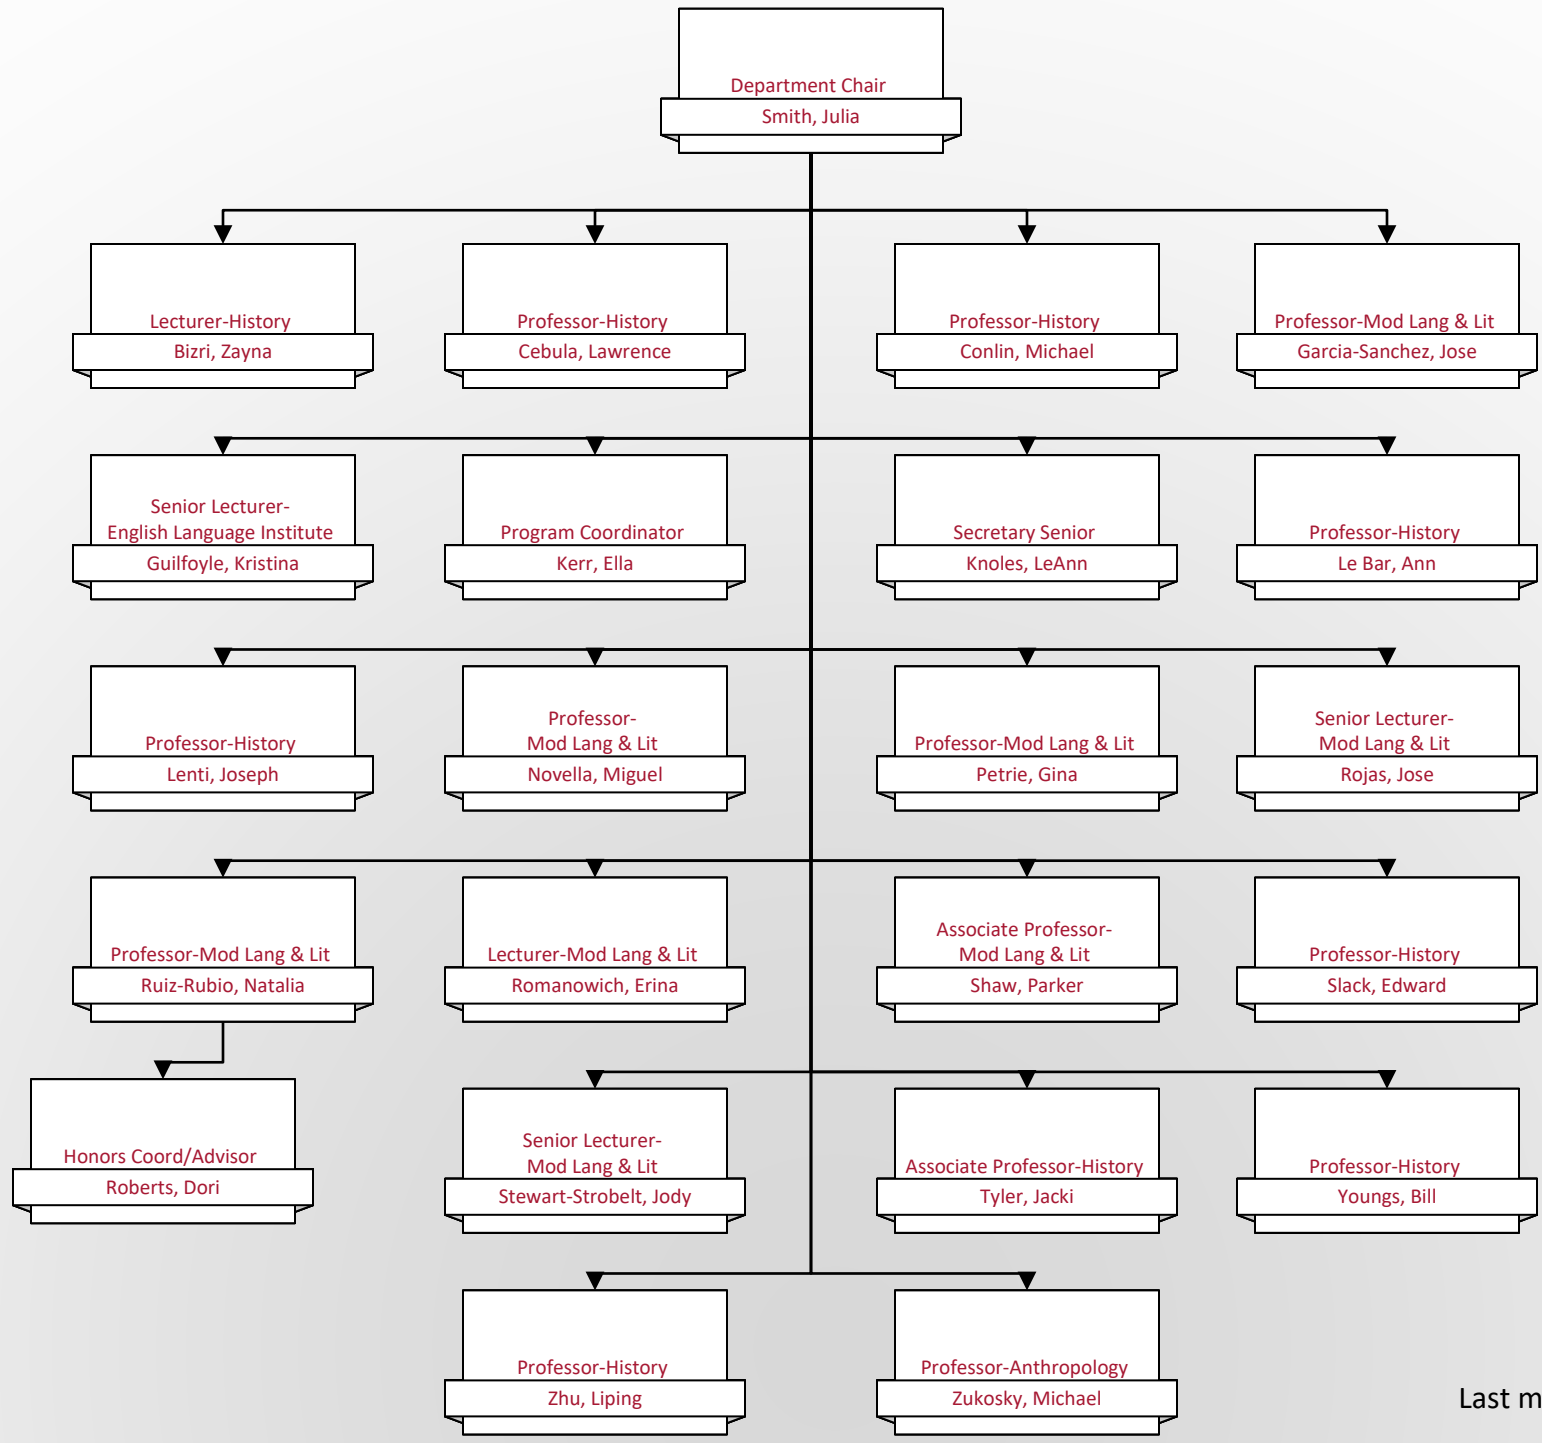 Department Chair
Smith, Julia
Lecturer-History
Bizri, Zayna
Professor-History
Cebula, Lawrence
Professor-History
Conlin, Michael
Professor-Mod Lang & Lit
Garcia-Sanchez, Jose
Senior Lecturer-
English Language Institute
Guilfoyle, Kristina
Program Coordinator
Kerr, Ella
Secretary Senior
Knoles, LeAnn
Professor-History
Le Bar, Ann
Professor-History
Lenti, Joseph
Professor-
Mod Lang & Lit
Novella, Miguel
Professor-Mod Lang & Lit
Petrie, Gina
Senior Lecturer-
Mod Lang & Lit
Rojas, Jose
Professor-Mod Lang & Lit
Ruiz-Rubio, Natalia
Lecturer-Mod Lang & Lit
Romanowich, Erina
Associate Professor-
Mod Lang & Lit
Shaw, Parker
Professor-History
Slack, Edward
Honors Coord/Advisor
Roberts, Dori
Senior Lecturer-
Mod Lang & Lit
Stewart-Strobelt, Jody
Associate Professor-History
Tyler, Jacki
Professor-History
Youngs, Bill
Professor-History
Zhu, Liping
Professor-Anthropology
Zukosky, Michael
Last m